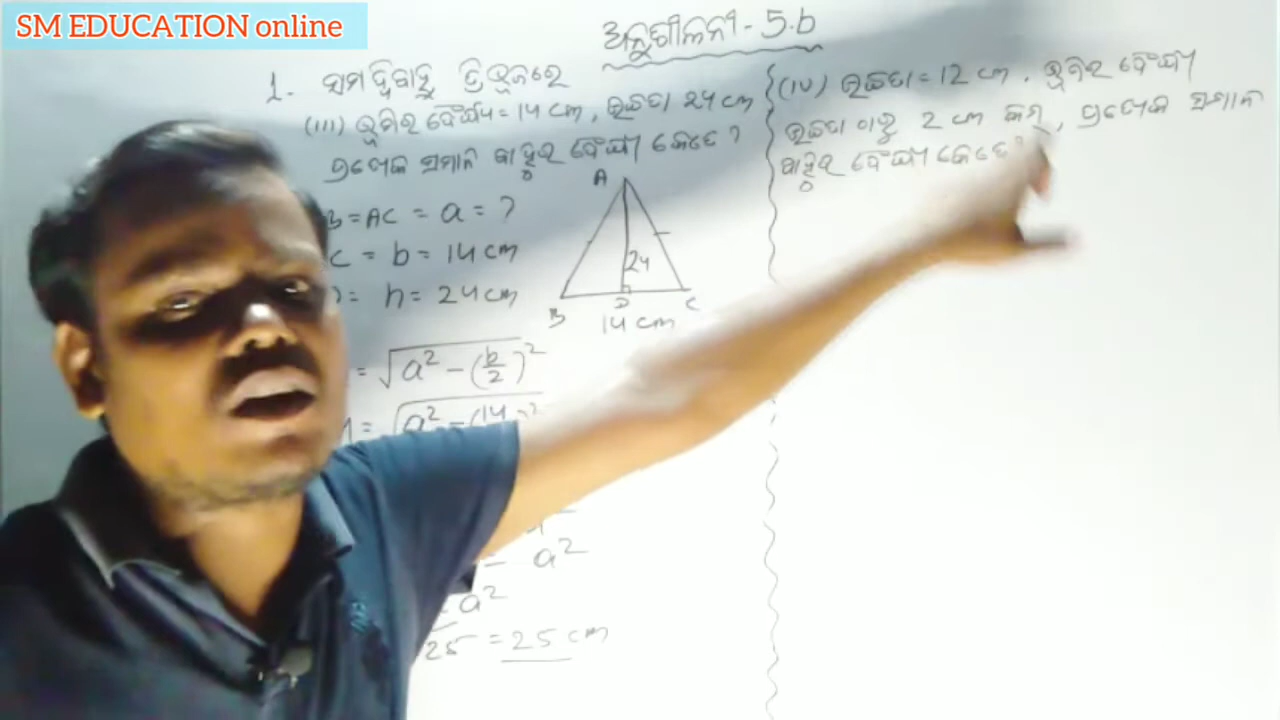 SM EDUCATION online
ଅନୁଶୀଳନୀ - 5.b
1. ସମଦ୍ୱିବାହୁ ତ୍ରିଭୁଜରେ
(iii) ଭୂମିର ଦୈର୍ଘ୍ୟ = 14 cm, ଉଚ୍ଚତା 24 cm
ପ୍ରତ୍ୟେକ ସମାନ ବାହୁର ଦୈର୍ଘ୍ୟ କେତେ ?
B = AC = a = ?
C = b = 14 cm
= h = 24 cm
A
24
B D C
14 cm
= √a² - (b/2)²
= √a² - (14
a²
= a²
25 = 25 cm
(iv) ଉଚ୍ଚତା = 12 cm, ଭୂମିର ଦୈର୍ଘ୍ୟ
ଉଚ୍ଚତା ଠାରୁ 2 cm କମ୍, ପ୍ରତ୍ୟେକ ସମାନ
ବାହୁର ଦୈର୍ଘ୍ୟ କେତେ ?